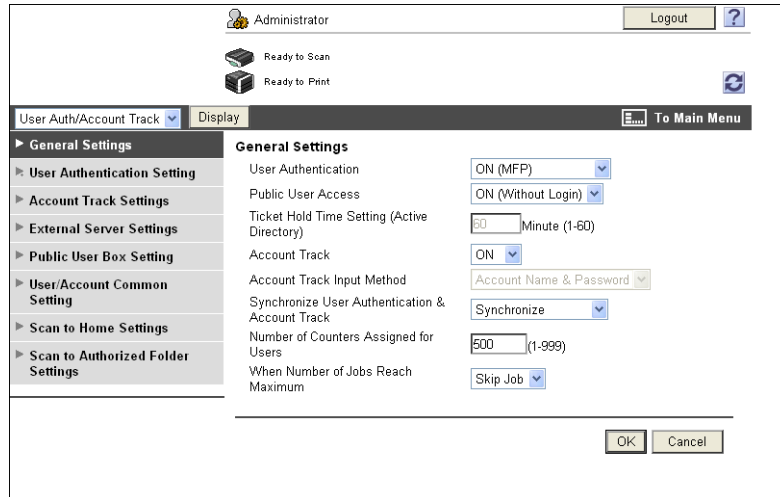 Administrator
Logout
?
Ready to Scan
Ready to Print
User Auth/Account Track
Display
To Main Menu
General Settings
User Authentication Setting
Account Track Settings
External Server Settings
Public User Box Setting
User/Account Common
Setting
Scan to Home Settings
Scan to Authorized Folder
Settings
General Settings
User Authentication
ON (MFP)
Public User Access
ON (Without Login)
Ticket Hold Time Setting (Active
Directory)
60 Minute (1-60)
Account Track
ON
Account Track Input Method
Account Name & Password
Synchronize User Authentication &
Account Track
Synchronize
Number of Counters Assigned for
Users
500 (1-999)
When Number of Jobs Reach
Maximum
Skip Job
OK
Cancel